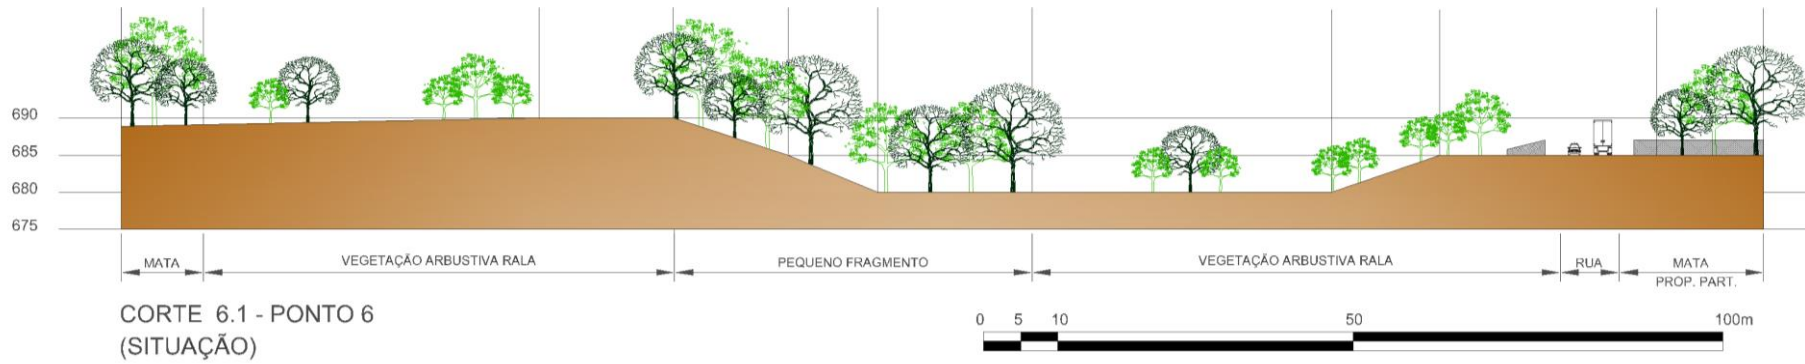 690
685
680
675
MATA
VEGETAÇÃO ARBUSTIVA RALA
PEQUENO FRAGMENTO
VEGETAÇÃO ARBUSTIVA RALA
RUA
MATA
PROP. PART.
CORTE 6.1 - PONTO 6
(SITUAÇÃO)
0 5 10 50 100m